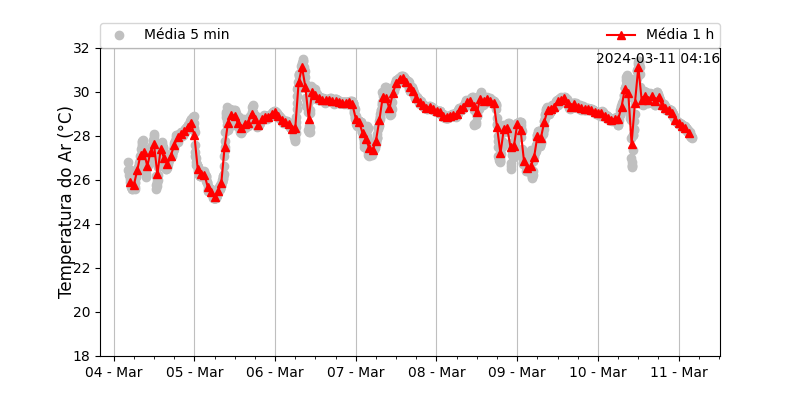 Média 5 min
Média 1 h
2024-03-11 04:16
Temperatura do Ar (°C)
32
30
28
26
24
22
20
18
04 - Mar
05 - Mar
06 - Mar
07 - Mar
08 - Mar
09 - Mar
10 - Mar
11 - Mar